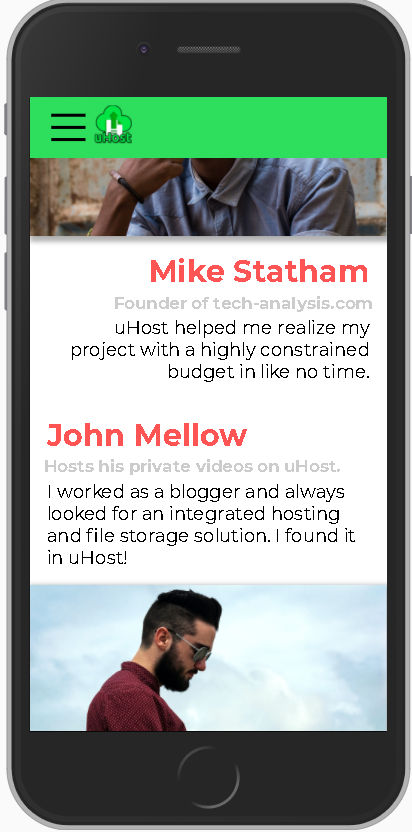 uHost
Mike Statham
Founder of tech-analysis.com
uHost helped me realize my
project with a highly constrained
budget in like no time.
John Mellow
Hosts his private videos on uHost.
I worked as a blogger and always
looked for an integrated hosting
and file storage solution. I found it
in uHost!